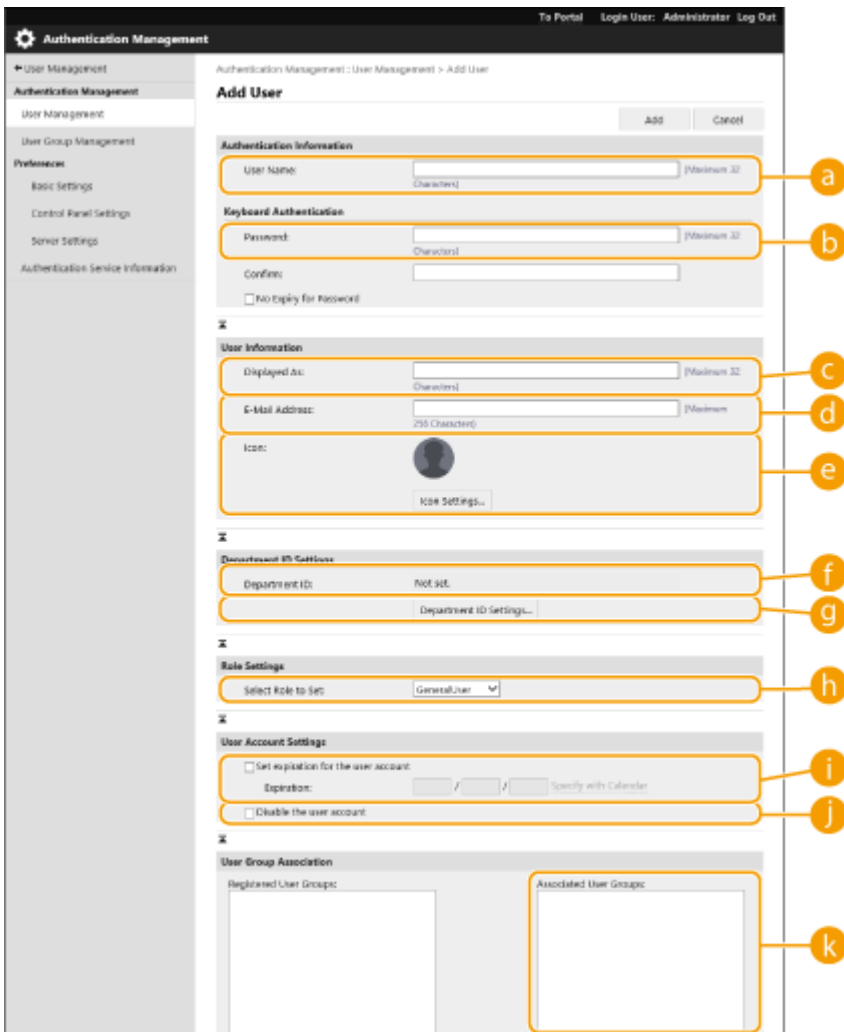 To Portal Login User: Administrator Log Out
Authentication Management
User Management
Authentication Management
User Management
User Group Management
Preferences
Basic Settings
Control Panel Settings
Server Settings
Authentication Service Information
Authentication Management : User Management > Add User
Add User
Add Cancel
Authentication Information
User Name: (Maximum 32
Characters)
a
Keyboard Authentication
Password: (Maximum 32
Characters)
b
Confirm:
No Expiry for Password
User Information
Displayed As: (Maximum 32
Characters)
c
E-Mail Address: (Maximum
256 Characters)
d
Icon:
e
Icon Settings...
Department ID Settings
Department ID: Not set.
f
Department ID Settings...
g
Role Settings
Select Role to Set: GeneralUser
h
User Account Settings
Set expiration for the user account
Expiration: / / Specify with Calendar
i
Disable the user account
j
User Group Association
Registered User Groups: Associated User Groups:
k